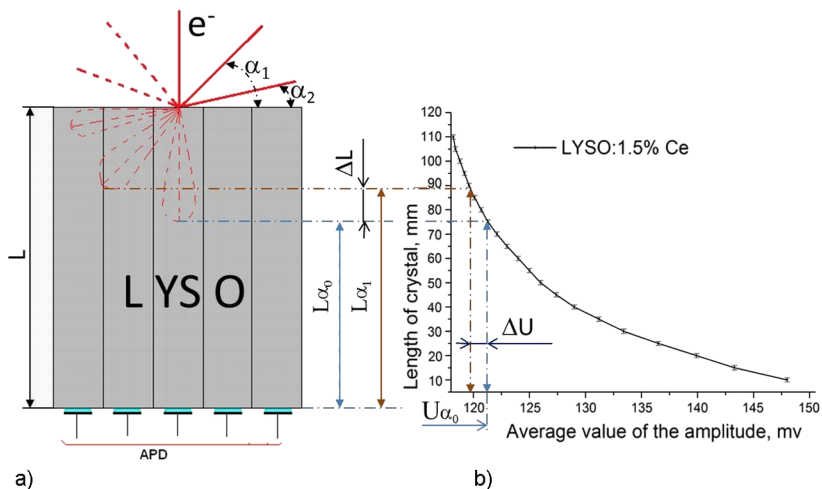 e⁻
α₁
α₂
ΔL
L
LYSO
Lα₀
Lα₁
APD
a)
120
110
100
90
80
70
60
50
40
30
20
10
Length of crystal, mm
LYSO:1.5% Ce
ΔU
Uα₀
120 125 130 135 140 145 150
Average value of the amplitude, mv
b)